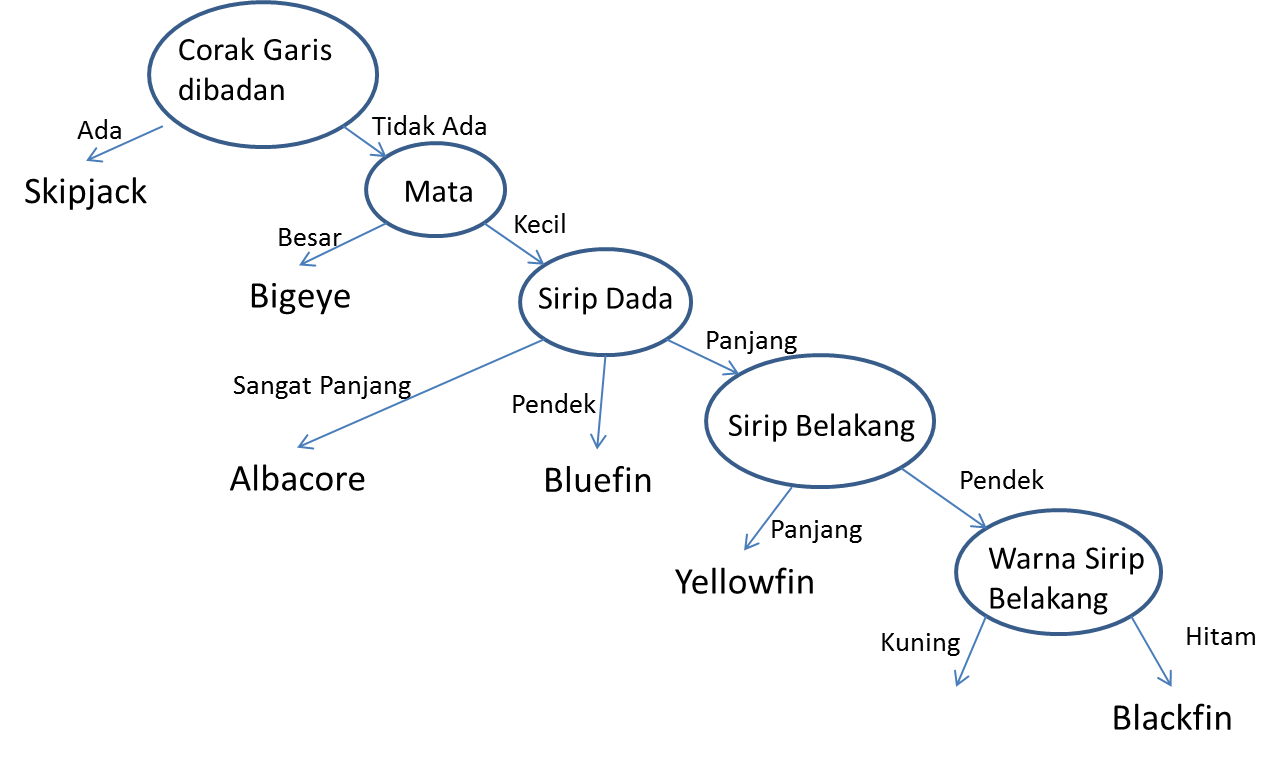 Corak Garis
dibadan
Ada
Tidak Ada
Skipjack
Mata
Besar
Kecil
Bigeye
Sirip Dada
Panjang
Sangat Panjang
Pendek
Sirip Belakang
Albacore
Bluefin
Pendek
Panjang
Yellowfin
Warna Sirip
Belakang
Kuning
Hitam
Blackfin